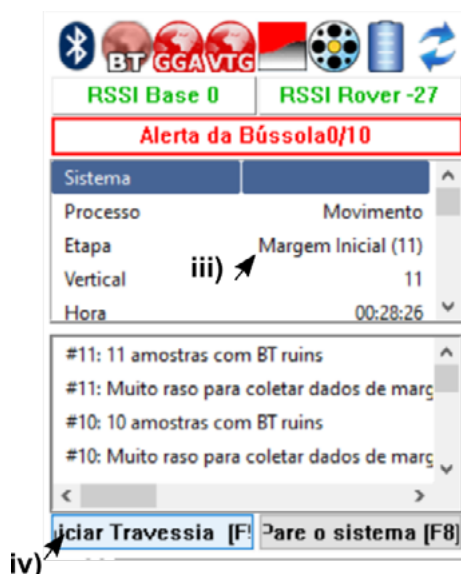 BT GGA VTG
RSSI Base 0 RSSI Rover -27
Alerta da Bússola0/10
Sistema
Processo Movimento
Etapa Margem Inicial (11)
iii)
Vertical 11
Hora 00:28:26
#11: 11 amostras com BT ruins
#11: Muito raso para coletar dados de marg
#10: 10 amostras com BT ruins
#10: Muito raso para coletar dados de marg
iciar Travessia [F! Pare o sistema [F8]
iv)